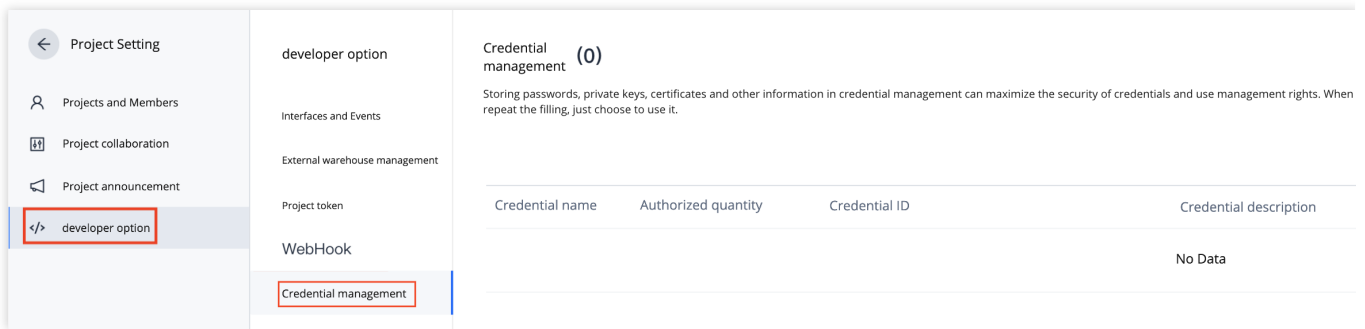 Project Setting
Projects and Members
Project collaboration
Project announcement
developer option
developer option
Interfaces and Events
External warehouse management
Project token
WebHook
Credential management
Credential
management (0)
Storing passwords, private keys, certificates and other information in credential management can maximize the security of credentials and use management rights. When
repeat the filling, just choose to use it.
Credential name Authorized quantity Credential ID Credential description
No Data